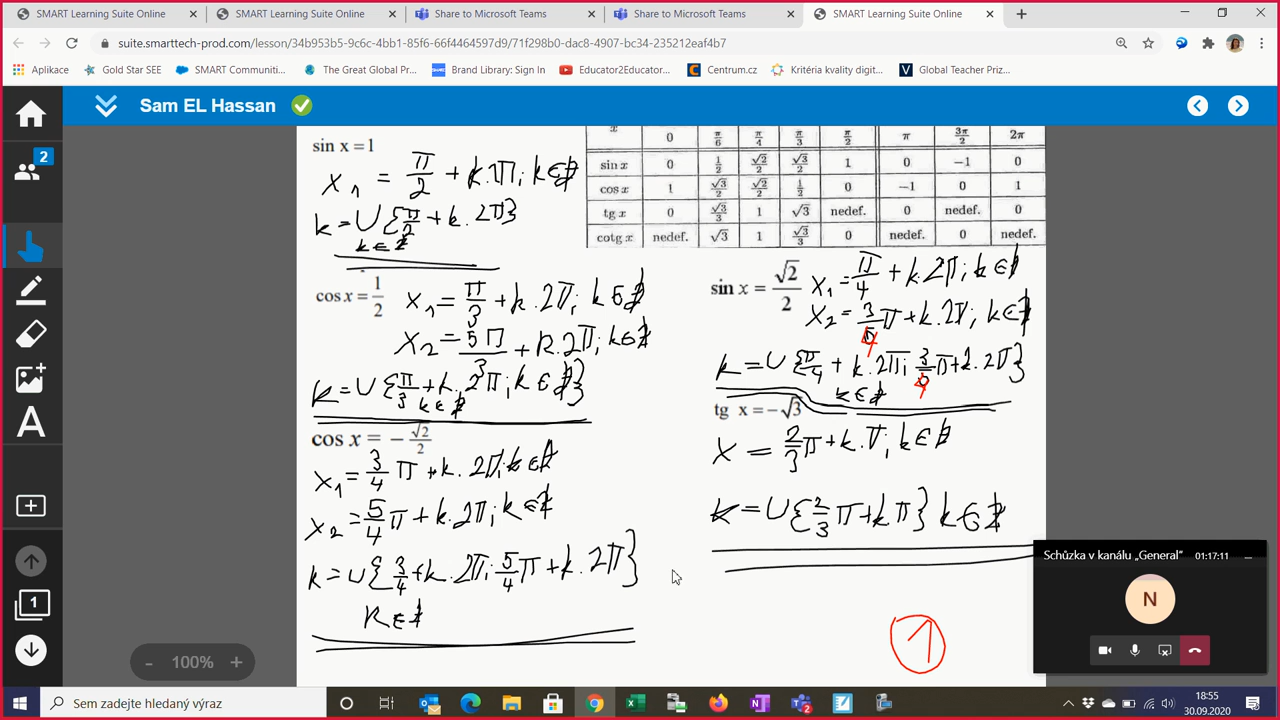 SMART Learning Suite Online
SMART Learning Suite Online
Share to Microsoft Teams
Share to Microsoft Teams
SMART Learning Suite Online
suite.smarttech-prod.com/lesson/34b953b5-9c6c-4bb1-85f6-66f4464597d9/71f298b0-dac8-4907-bc34-235212eaf4b7
Aplikace
Gold Star SEE
SMART Communiti...
The Great Global Pr...
Brand Library: Sign In
Educator2Educator...
Centrum.cz
Kritéria kvality digit...
Global Teacher Priz...
Sam EL Hassan
2
x 0 π/6 π/4 π/3 π/2 π 3π/2 2π
sin x 0 1/2 √2/2 √3/2 1 0 −1 0
cos x 1 √3/2 √2/2 1/2 0 −1 0 1
tg x 0 √3/3 1 √3 nedef. 0 nedef. 0
cotg x nedef. √3 1 √3/3 0 nedef. 0 nedef.
sin x = 1
x₁ = π/2 + k.2π; k∈Z
k = ∪{π/2 + k.2π}
k∈Z
cos x = 1/2
x₁ = π/3 + k.2π; k∈Z
x₂ = 5π/3 + k.2π; k∈Z
k = ∪{π/3 + k.2π; k∈Z}
k∈Z
cos x = − √2/2
x₁ = 3/4 π + k.2π; k∈Z
x₂ = 5/4 π + k.2π; k∈Z
k = ∪{3/4 + k.2π; 5/4 π + k.2π}
k∈Z
sin x = √2/2
x₁ = π/4 + k.2π; k∈Z
x₂ = 3/4 π + k.2π; k∈Z
k = ∪{π/4 + k.2π; 3/4 π + k.2π}
k∈Z
tg x = −√3
x = 2/3 π + k.π; k∈Z
k = ∪{2/3 π + kπ} k∈Z
1
Schůzka v kanálu „General"
01:17:11
N
1
100%
Sem zadejte hledaný výraz
18:55
30.09.2020